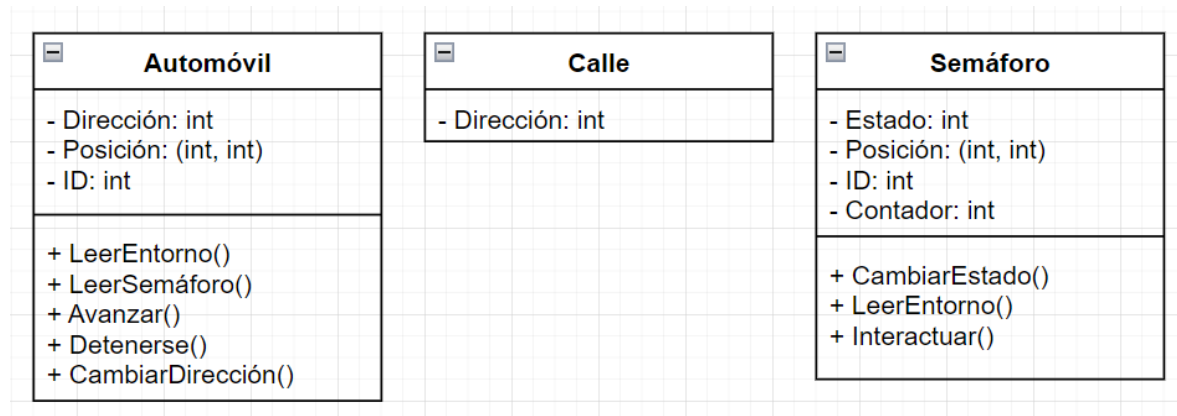 Automóvil
- Dirección: int
- Posición: (int, int)
- ID: int
+ LeerEntorno()
+ LeerSemáforo()
+ Avanzar()
+ Detenerse()
+ CambiarDirección()
Calle
- Dirección: int
Semáforo
- Estado: int
- Posición: (int, int)
- ID: int
- Contador: int
+ CambiarEstado()
+ LeerEntorno()
+ Interactuar()